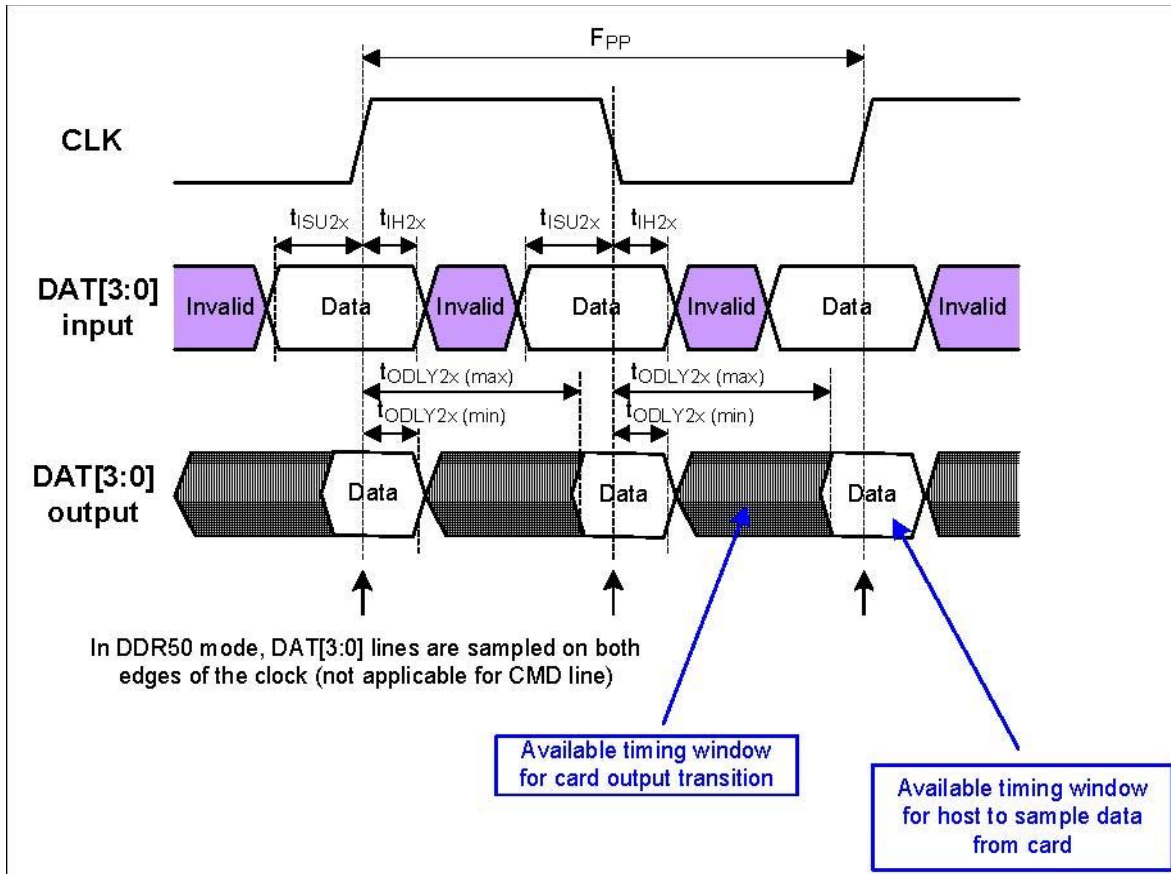 FPP
CLK
tISU2x
tIH2x
tISU2x
tIH2x
DAT[3:0]
input
Invalid
Data
Invalid
Data
Invalid
Data
Invalid
tODLY2x (max)
tODLY2x (max)
tODLY2x (min)
tODLY2x (min)
DAT[3:0]
output
Data
Data
Data
In DDR50 mode, DAT[3:0] lines are sampled on both
edges of the clock (not applicable for CMD line)
Available timing window
for card output transition
Available timing window
for host to sample data
from card